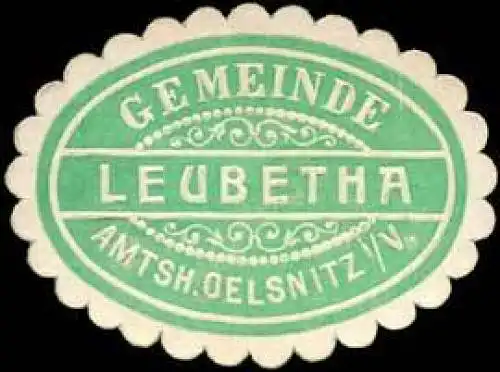 GEMEINDE
LEUBETHA
AMTSH. OELSNITZ i/V.